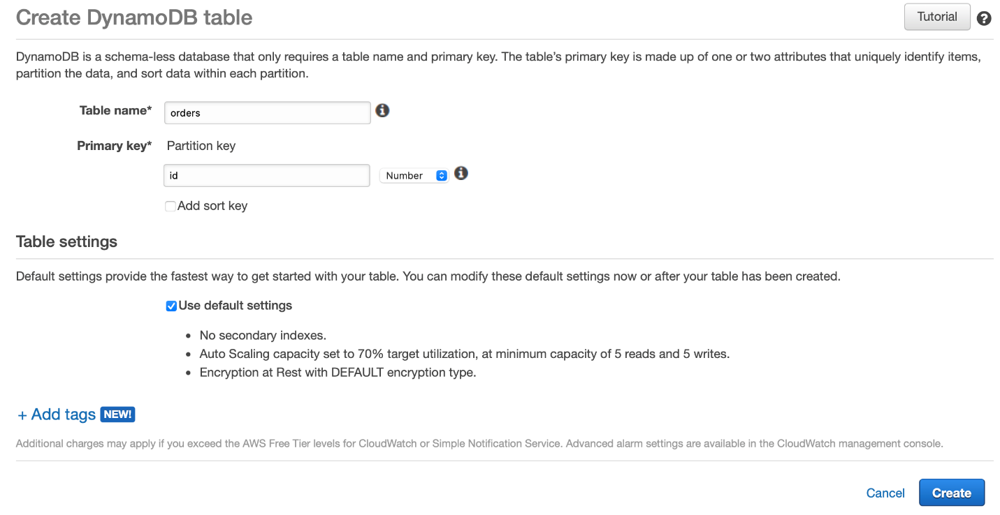 Create DynamoDB table
Tutorial
DynamoDB is a schema-less database that only requires a table name and primary key. The table's primary key is made up of one or two attributes that uniquely identify items,
partition the data, and sort data within each partition.
Table name*
orders
Primary key*
Partition key
id
Number
Add sort key
Table settings
Default settings provide the fastest way to get started with your table. You can modify these default settings now or after your table has been created.
Use default settings
• No secondary indexes.
• Auto Scaling capacity set to 70% target utilization, at minimum capacity of 5 reads and 5 writes.
• Encryption at Rest with DEFAULT encryption type.
+ Add tags NEW!
Additional charges may apply if you exceed the AWS Free Tier levels for CloudWatch or Simple Notification Service. Advanced alarm settings are available in the CloudWatch management console.
Cancel
Create